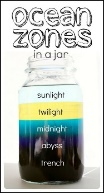 ocean
zones
in a jar
sunlight
twilight
midnight
abyss
trench